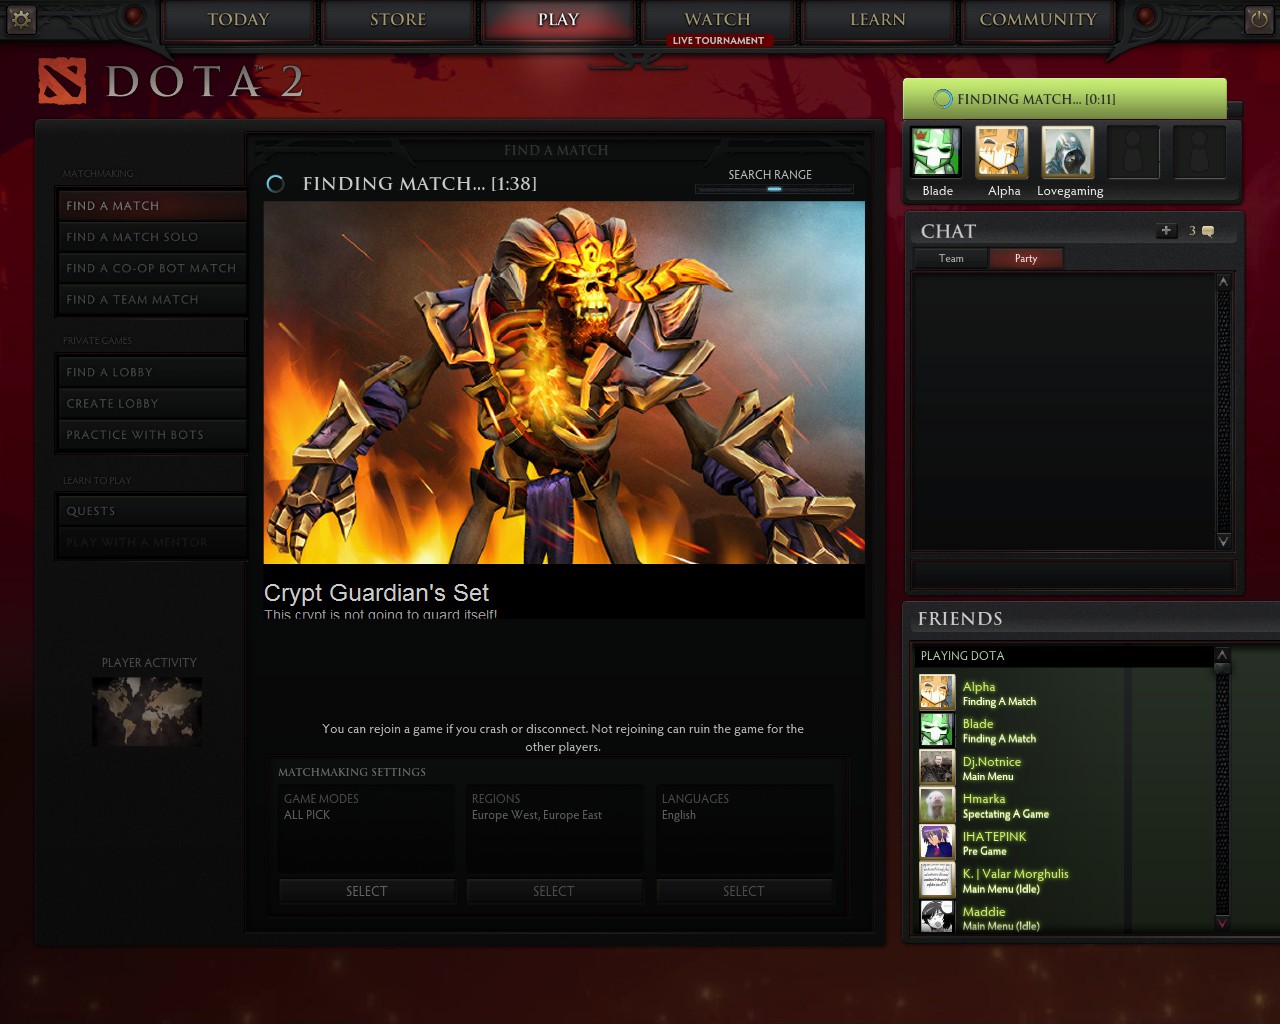 TODAY
STORE
PLAY
WATCH
LEARN
COMMUNITY
LIVE TOURNAMENT
DOTA 2
™
FINDING MATCH... [0:11]
Blade
Alpha
Lovegaming
FIND A MATCH
MATCHMAKING
FIND A MATCH
FIND A MATCH SOLO
FIND A CO-OP BOT MATCH
FIND A TEAM MATCH
PRIVATE GAMES
FIND A LOBBY
CREATE LOBBY
PRACTICE WITH BOTS
LEARN TO PLAY
QUESTS
PLAY WITH A MENTOR
PLAYER ACTIVITY
FINDING MATCH... [1:38]
SEARCH RANGE
Crypt Guardian's Set
This crypt is not going to guard itself!
You can rejoin a game if you crash or disconnect. Not rejoining can ruin the game for the
other players.
MATCHMAKING SETTINGS
GAME MODES
ALL PICK
SELECT
REGIONS
Europe West, Europe East
SELECT
LANGUAGES
English
SELECT
CHAT
+
3
Team
Party
FRIENDS
PLAYING DOTA
Alpha
Finding A Match
Blade
Finding A Match
Dj.Notnice
Main Menu
Hmarka
Spectating A Game
IHATEPINK
Pre Game
K. | Valar Morghulis
Main Menu (Idle)
Maddie
Main Menu (Idle)